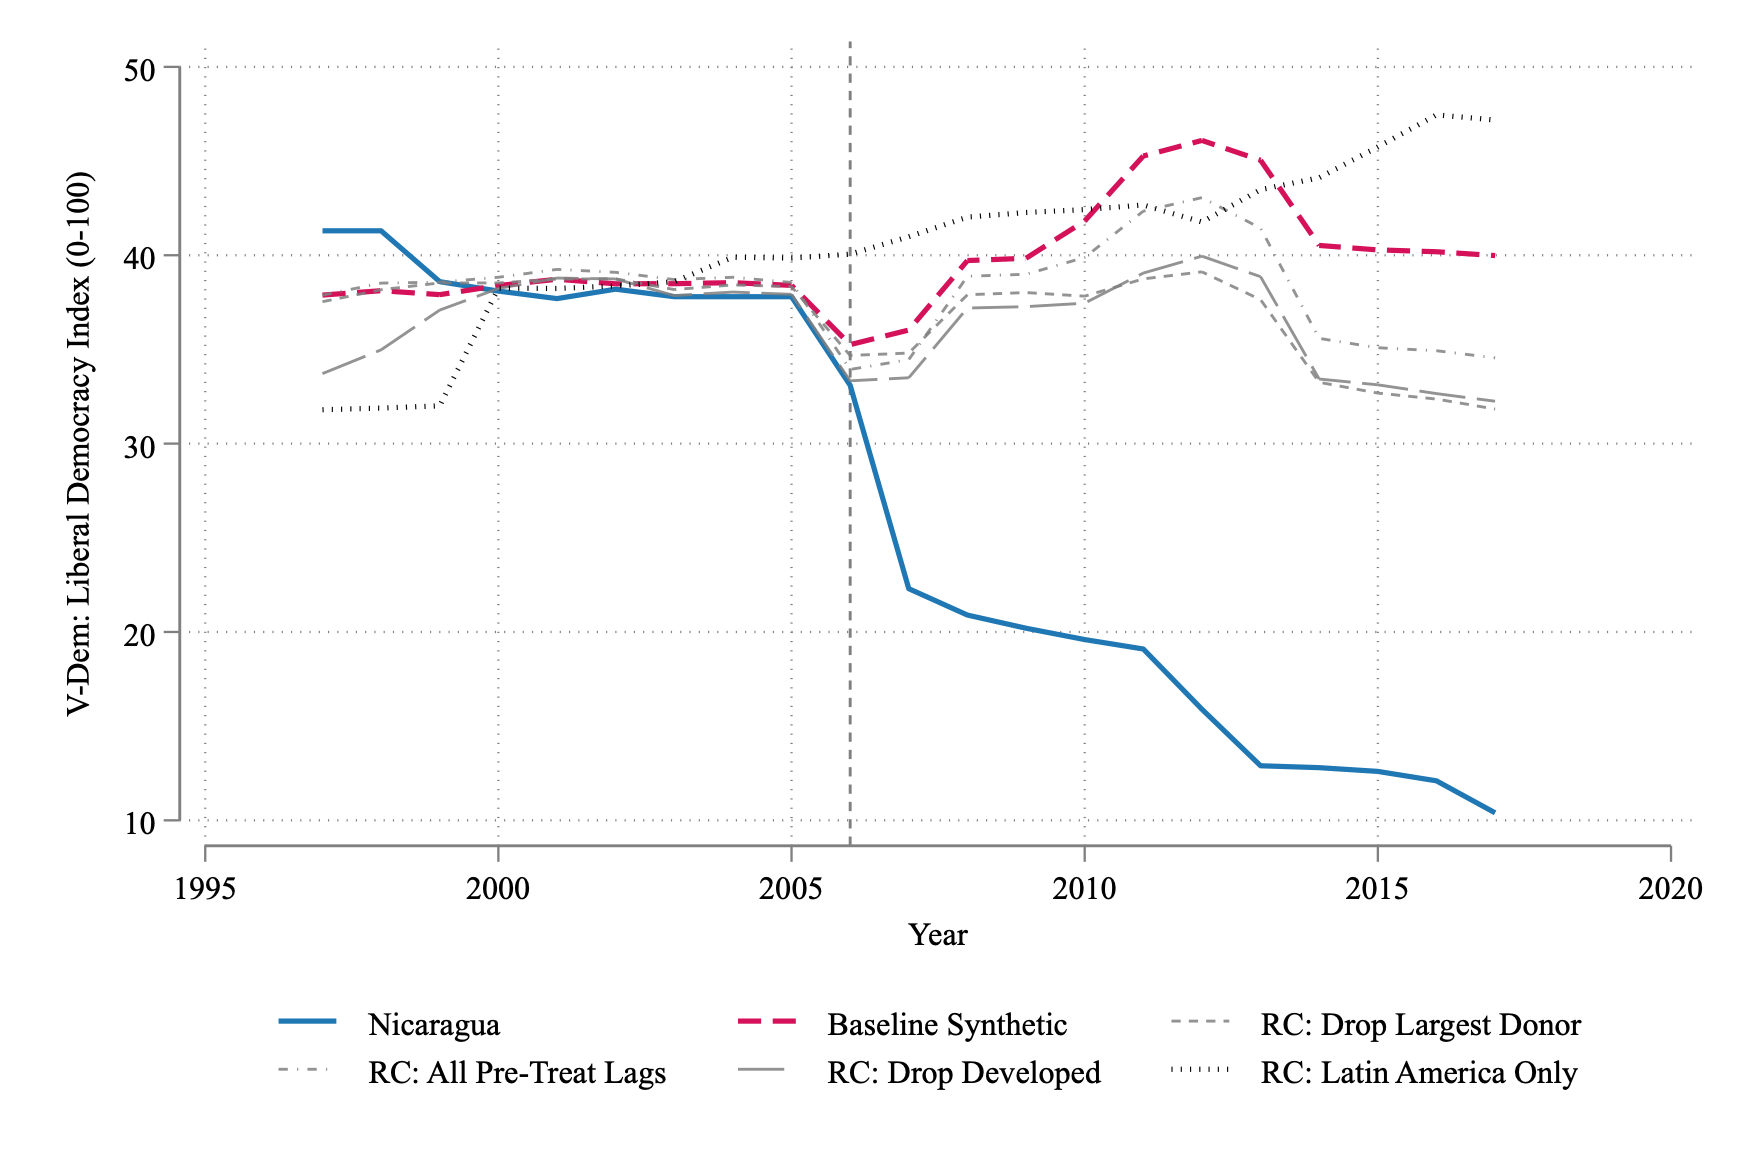 V-Dem: Liberal Democracy Index (0-100)
50
40
30
20
10
1995 2000 2005 2010 2015 2020
Year
Nicaragua Baseline Synthetic RC: Drop Largest Donor
RC: All Pre-Treat Lags RC: Drop Developed RC: Latin America Only